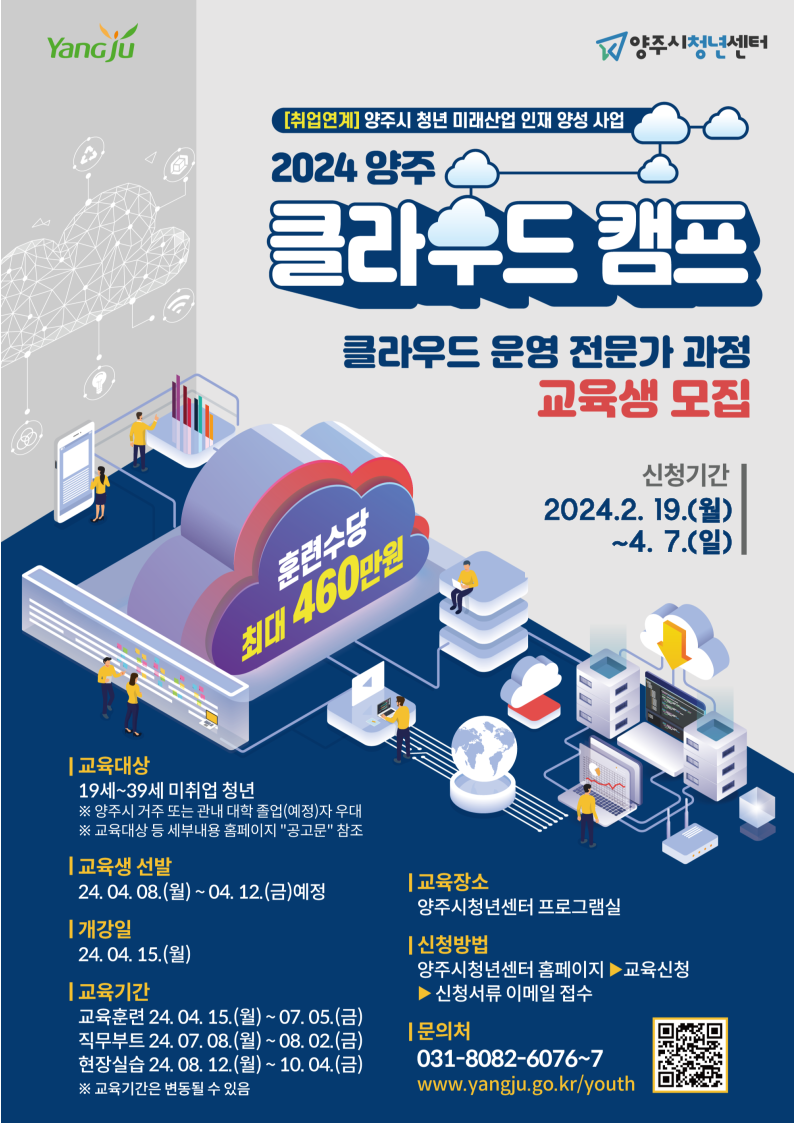 Yangju
양주시청년센터
[취업연계] 양주시 청년 미래산업 인재 양성 사업
2024 양주
클라우드 캠프
클라우드 운영 전문가 과정
교육생 모집
신청기간
2024.2. 19.(월)
~4. 7.(일)
훈련수당
최대 460만원
교육대상
19세~39세 미취업 청년
※ 양주시 거주 또는 관내 대학 졸업(예정)자 우대
※ 교육대상 등 세부내용 홈페이지 "공고문" 참조
교육생 선발
24. 04. 08.(월) ~ 04. 12.(금)예정
개강일
24. 04. 15.(월)
교육기간
교육훈련 24. 04. 15.(월) ~ 07. 05.(금)
직무부트 24. 07. 08.(월) ~ 08. 02.(금)
현장실습 24. 08. 12.(월) ~ 10. 04.(금)
※ 교육기간은 변동될 수 있음
교육장소
양주시청년센터 프로그램실
신청방법
양주시청년센터 홈페이지 ▶교육신청
▶ 신청서류 이메일 접수
문의처
031-8082-6076~7
www.yangju.go.kr/youth